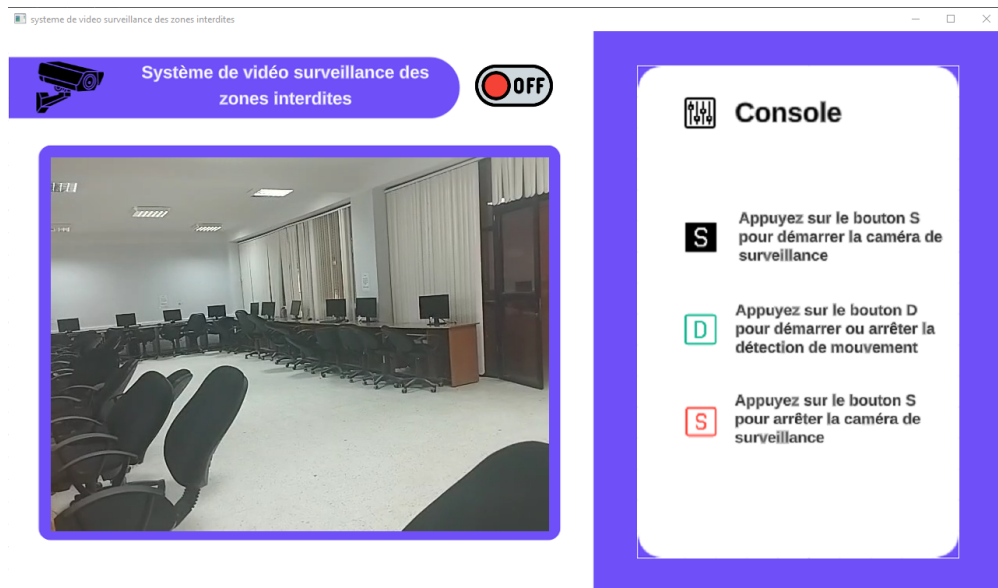 systeme de video surveillance des zones interdites
Système de vidéo surveillance des
zones interdites
OFF
Console
S
Appuyez sur le bouton S
pour démarrer la caméra de
surveillance
D
Appuyez sur le bouton D
pour démarrer ou arrêter la
détection de mouvement
S
Appuyez sur le bouton S
pour arrêter la caméra de
surveillance